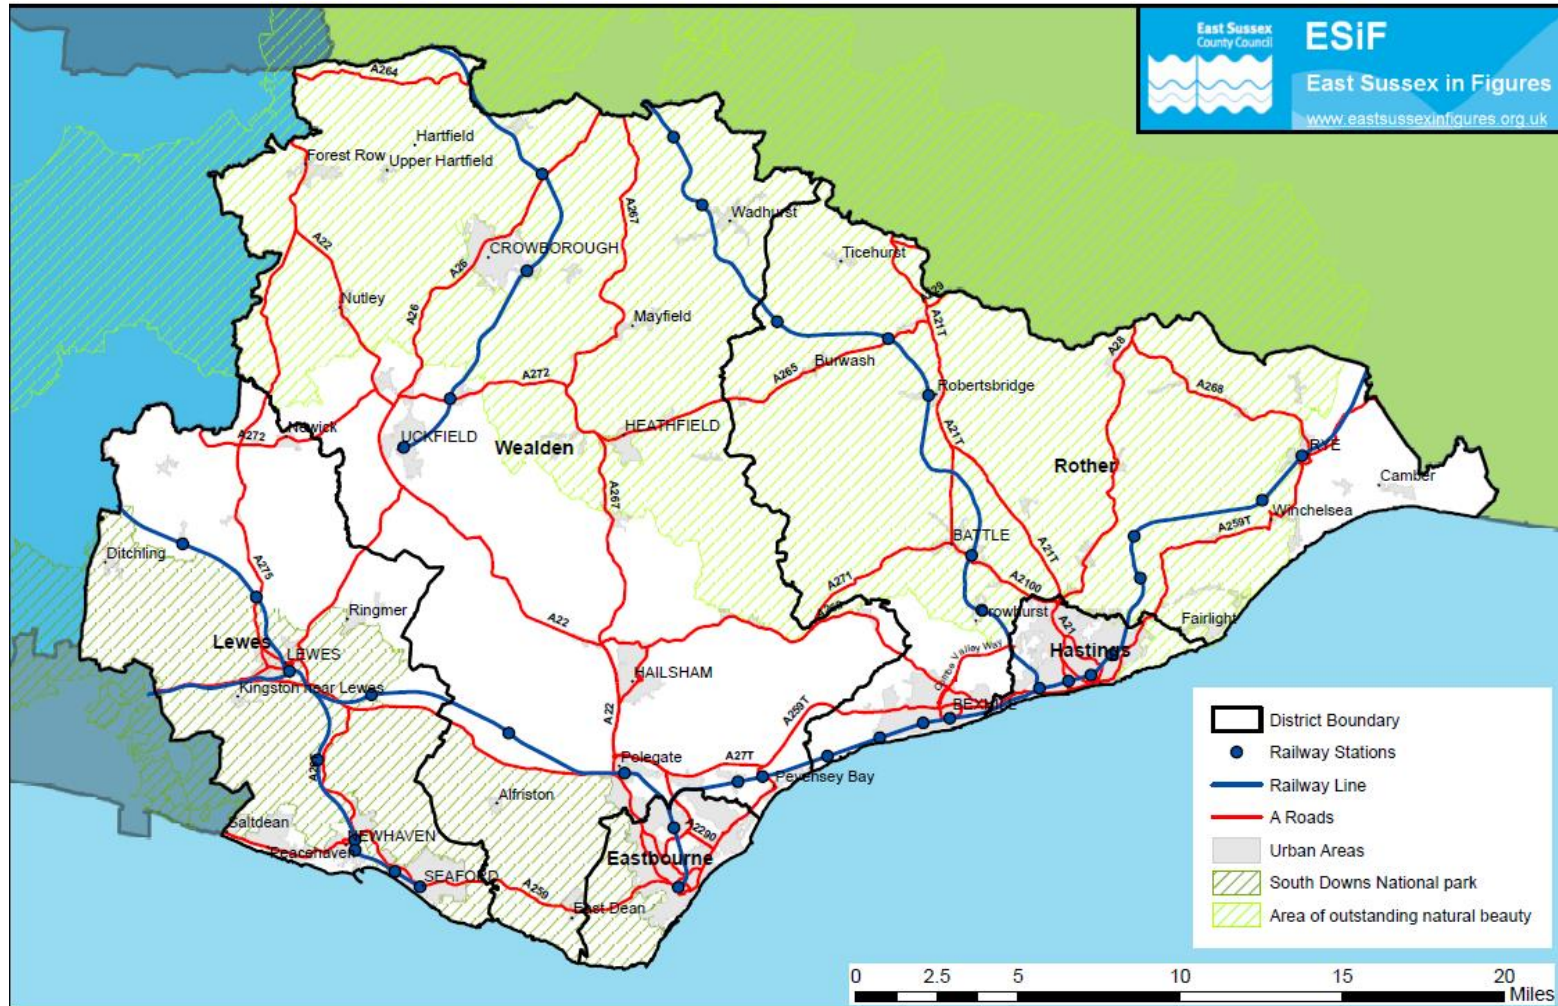 East Sussex
County Council
ESiF
East Sussex in Figures
www.eastsussexinfigures.org.uk
A264
Hartfield
Forest Row
Upper Hartfield
A267
Wadhurst
A22
CROWBOROUGH
A26
Ticehurst
Nutley
A26
Mayfield
A21T
A28
Burwash
A265
A272
Robertsbridge
A268
Newick
A272
UCKFIELD
HEATHFIELD
Wealden
A21T
Rother
RYE
Camber
A267
Winchelsea
A259T
Ditchling
BATTLE
A21T
A275
A271
A2100
Ringmer
A22
Crowhurst
Fairlight
A21
Lewes
LEWES
Hastings
Combe Valley Way
HAILSHAM
Kingston near Lewes
BEXHILL
A22
A259T
Polegate
A27T
Pevensey Bay
Alfriston
Saltdean
NEWHAVEN
A2290
Peacehaven
Eastbourne
SEAFORD
A259
East Dean
District Boundary
Railway Stations
Railway Line
A Roads
Urban Areas
South Downs National park
Area of outstanding natural beauty
0 2.5 5 10 15 20
Miles